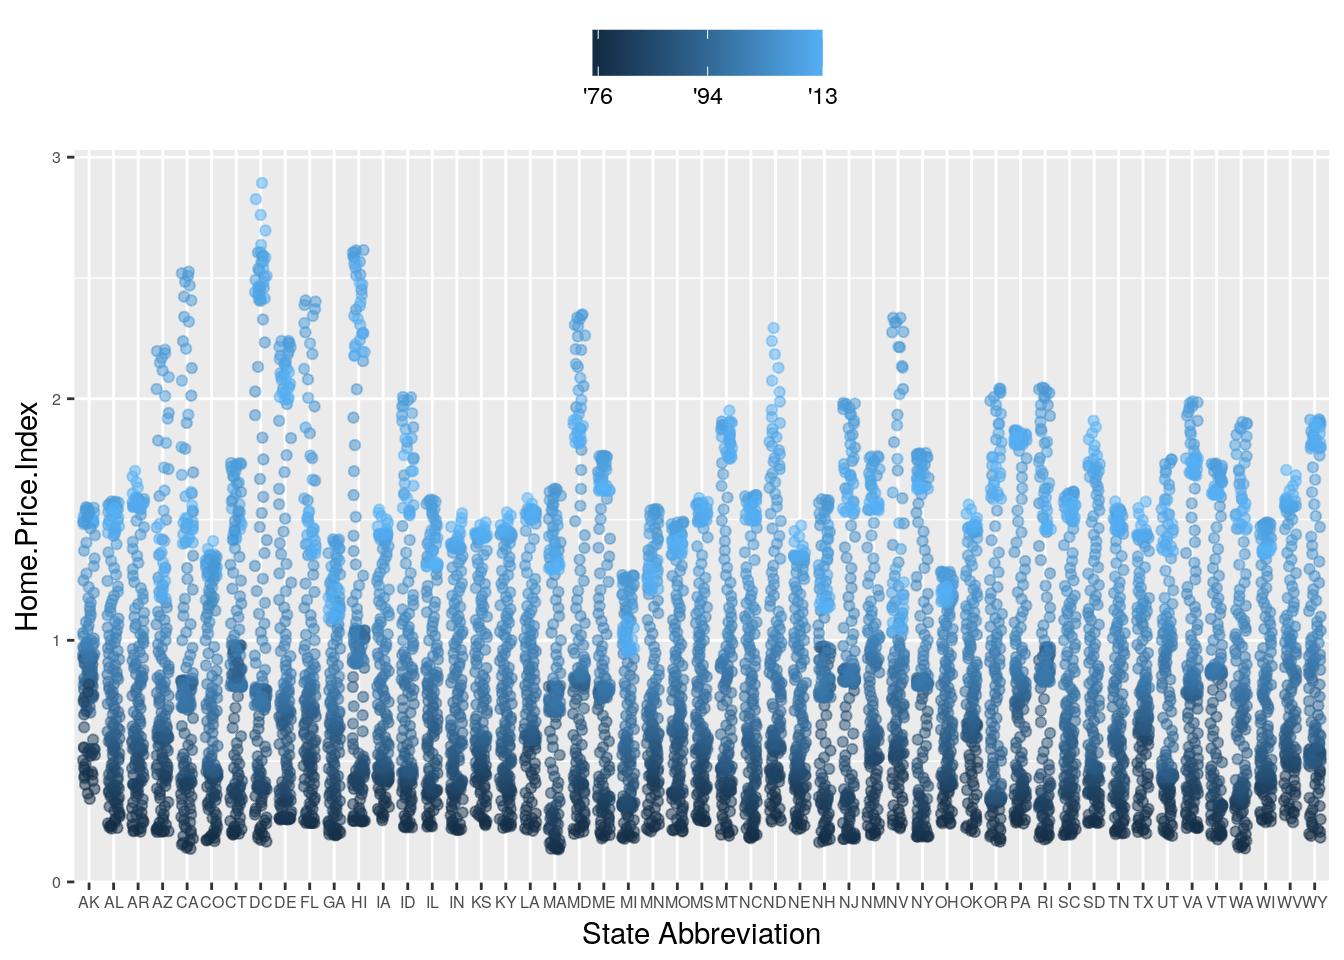 '76 '94 '13
3
2
1
0
Home.Price.Index
AK AL AR AZ CA CO CT DC DE FL GA HI IA ID IL IN KS KY LA MA MD ME MI MN MO MS MT NC ND NE NH NJ NM NV NY OH OK OR PA RI SC SD TN TX UT VA VT WA WI WV WY
State Abbreviation